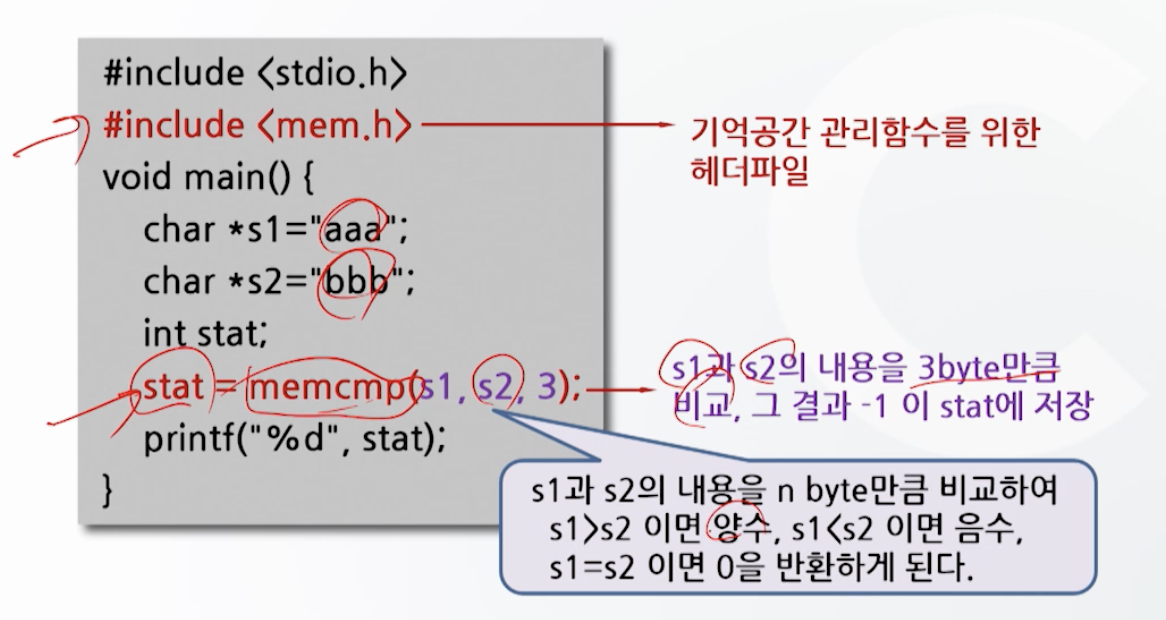 #include <stdio.h>
#include <mem.h>
기억공간 관리함수를 위한
헤더파일
void main() {
char *s1="aaa";
char *s2="bbb";
int stat;
stat = memcmp(s1, s2, 3);
s1과 s2의 내용을 3byte만큼
비교, 그 결과 -1 이 stat에 저장
printf("%d", stat);
}
s1과 s2의 내용을 n byte만큼 비교하여
s1>s2 이면 양수, s1<s2 이면 음수,
s1=s2 이면 0을 반환하게 된다.